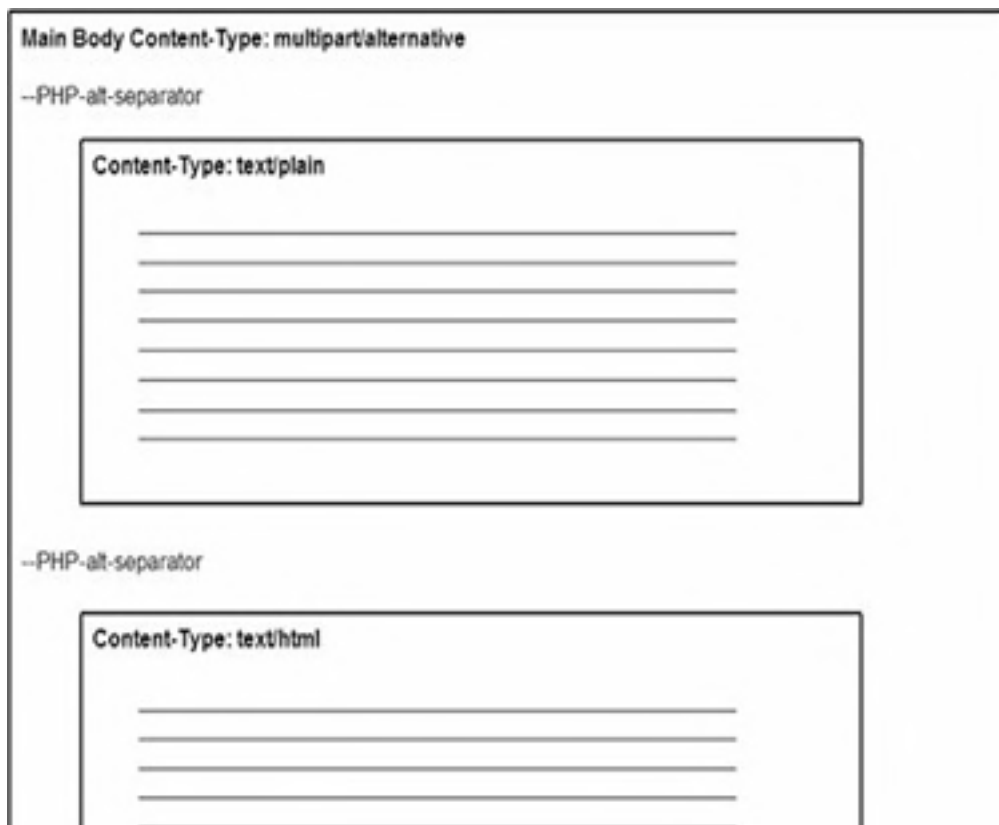 Main Body Content-Type: multipart/alternative
--PHP-alt-separator
Content-Type: text/plain
--PHP-alt-separator
Content-Type: text/html